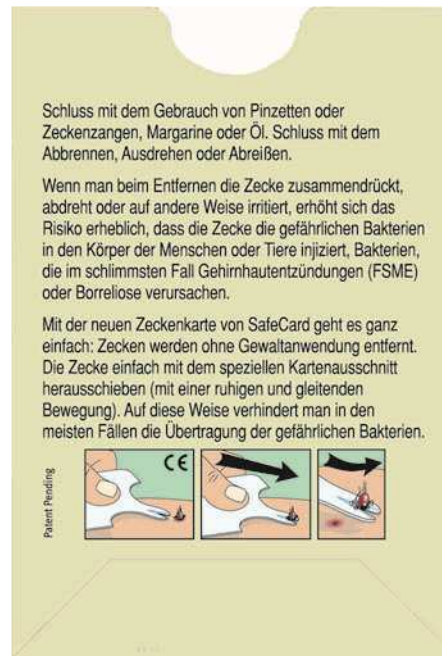 Schluss mit dem Gebrauch von Pinzetten oder
Zeckenzangen, Margarine oder Öl. Schluss mit dem
Abbrennen, Ausdrehen oder Abreißen.
Wenn man beim Entfernen die Zecke zusammendrückt,
abdreht oder auf andere Weise irritiert, erhöht sich das
Risiko erheblich, dass die Zecke die gefährlichen Bakterien
in den Körper der Menschen oder Tiere injiziert, Bakterien,
die im schlimmsten Fall Gehirnhautentzündungen (FSME)
oder Borreliose verursachen.
Mit der neuen Zeckenkarte von SafeCard geht es ganz
einfach: Zecken werden ohne Gewaltanwendung entfernt.
Die Zecke einfach mit dem speziellen Kartenausschnitt
herausschieben (mit einer ruhigen und gleitenden
Bewegung). Auf diese Weise verhindert man in den
meisten Fällen die Übertragung der gefährlichen Bakterien.
Patent Pending
CE